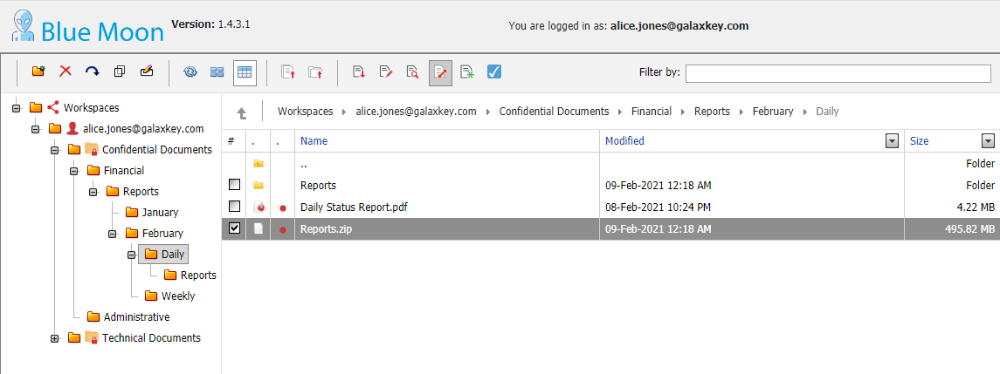 Blue Moon Version: 1.4.3.1 You are logged in as: alice.jones@galaxkey.com
Filter by:
Workspaces
alice.jones@galaxkey.com
Confidential Documents
Financial
Reports
January
February
Daily
Reports
Weekly
Administrative
Technical Documents
Workspaces alice.jones@galaxkey.com Confidential Documents Financial Reports February Daily
# . . Name Modified Size
.. Folder
Reports 09-Feb-2021 12:18 AM Folder
Daily Status Report.pdf 08-Feb-2021 10:24 PM 4.22 MB
Reports.zip 09-Feb-2021 12:18 AM 495.82 MB